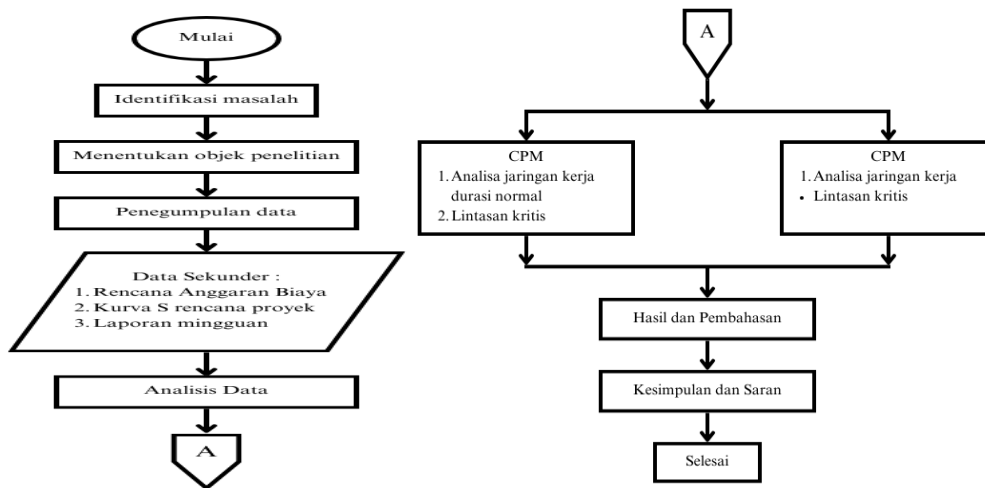 Mulai
Identifikasi masalah
Menentukan objek penelitian
Penegumpulan data
Data Sekunder :
1. Rencana Anggaran Biaya
2. Kurva S rencana proyek
3. Laporan mingguan
Analisis Data
A
A
CPM
1. Analisa jaringan kerja
durasi normal
2. Lintasan kritis
CPM
1. Analisa jaringan kerja
• Lintasan kritis
Hasil dan Pembahasan
Kesimpulan dan Saran
Selesai